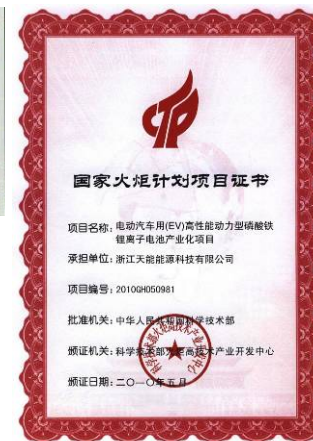 国家火炬计划项目证书
项目名称：电动汽车用(EV)高性能动力型磷酸铁
锂离子电池产业化项目
承担单位：浙江天能能源科技有限公司
项目编号：2010GH050981
批准机关：中华人民共和国科学技术部
颁证机关：科学技术部火炬高技术产业开发中心
颁证日期：二〇一〇年五月